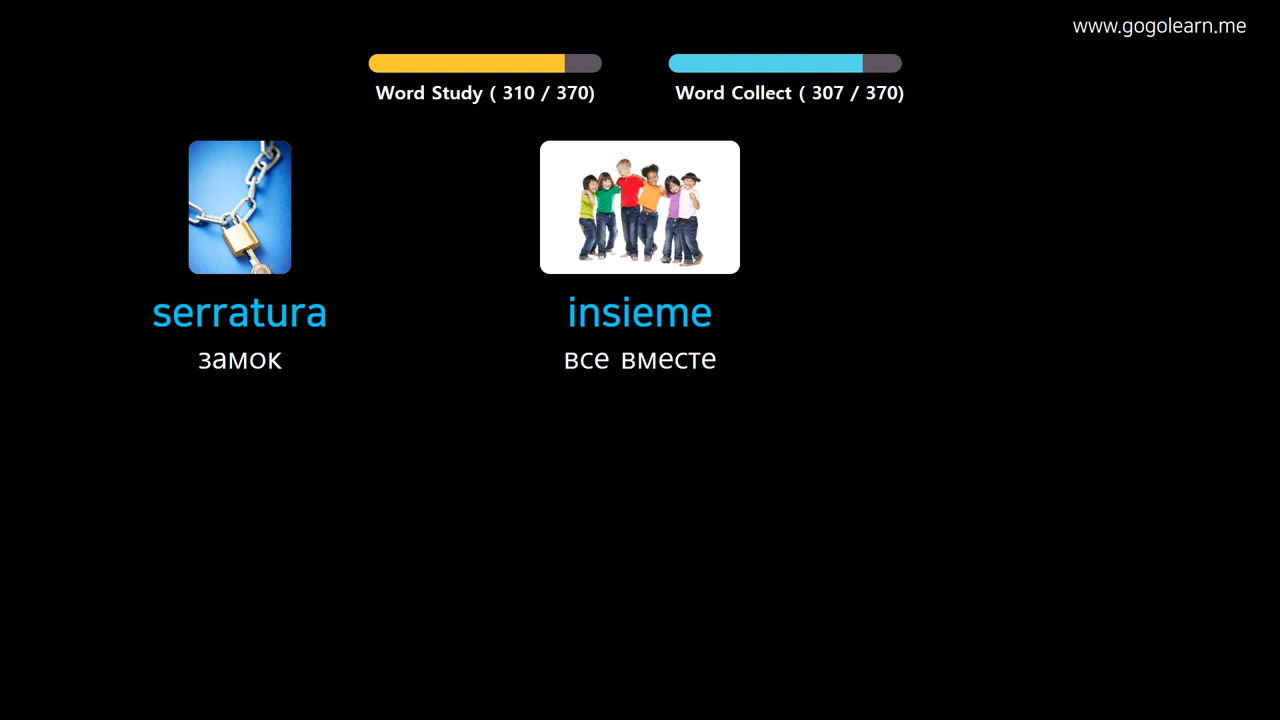 www.gogolearn.me
Word Study ( 310 / 370)
Word Collect ( 307 / 370)
serratura
замок
insieme
все вместе